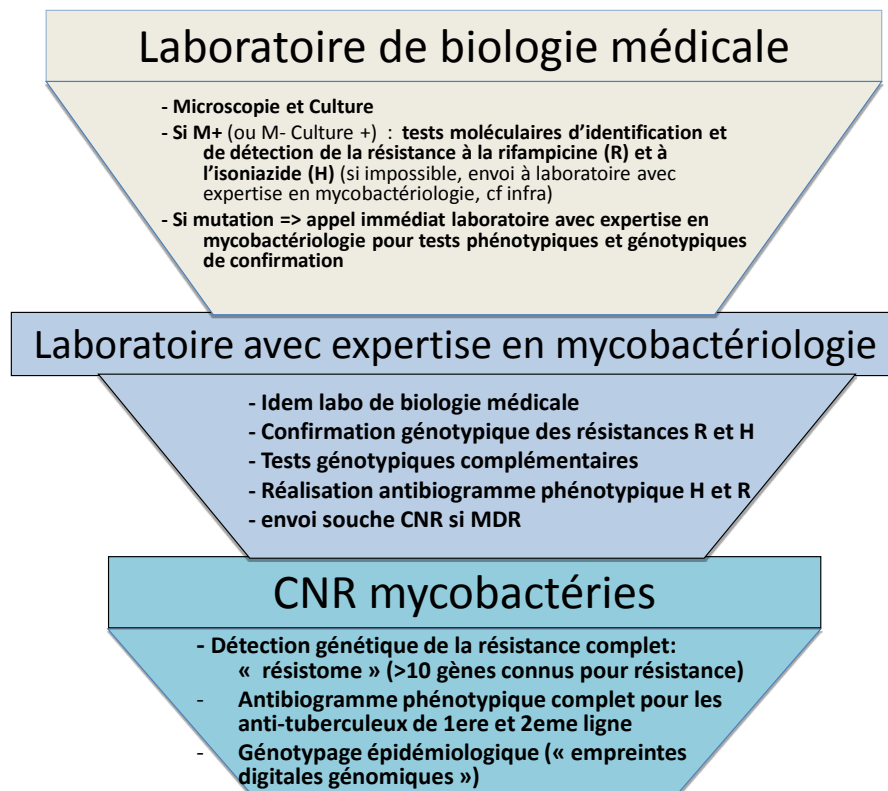 Laboratoire de biologie médicale
- Microscopie et Culture
- Si M+ (ou M- Culture +) : tests moléculaires d'identification et
de détection de la résistance à la rifampicine (R) et à
l'isoniazide (H) (si impossible, envoi à laboratoire avec
expertise en mycobactériologie, cf infra)
- Si mutation => appel immédiat laboratoire avec expertise en
mycobactériologie pour tests phénotypiques et génotypiques
de confirmation
Laboratoire avec expertise en mycobactériologie
- Idem labo de biologie médicale
- Confirmation génotypique des résistances R et H
- Tests génotypiques complémentaires
- Réalisation antibiogramme phénotypique H et R
- envoi souche CNR si MDR
CNR mycobactéries
- Détection génétique de la résistance complet:
« résistome » (>10 gènes connus pour résistance)
- Antibiogramme phénotypique complet pour les
anti-tuberculeux de 1ere et 2eme ligne
- Génotypage épidémiologique (« empreintes
digitales génomiques »)